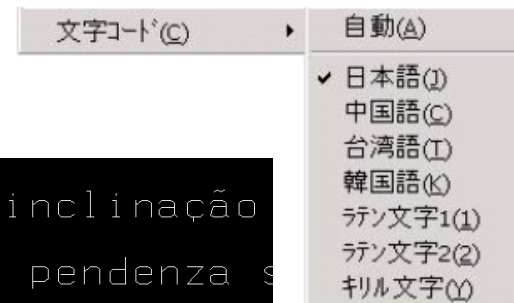 文字ｺｰﾄﾞ(C)
自動(A)
日本語(J)
中国語(C)
台湾語(T)
韓国語(K)
ﾗﾃﾝ文字1(1)
ﾗﾃﾝ文字2(2)
ｷﾘﾙ文字(Y)
inclinação
pendenza